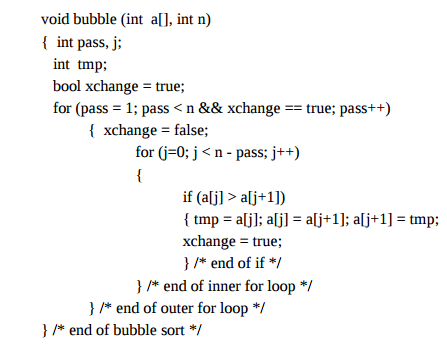 void bubble (int  a[], int n)
{  int pass, j;
int  tmp;
bool xchange = true;
for (pass = 1; pass < n && xchange == true; pass++)
{  xchange = false;
for (j=0; j < n - pass; j++)
{
if (a[j] > a[j+1])
{ tmp = a[j]; a[j] = a[j+1]; a[j+1] = tmp;
xchange = true;
} /* end of if */
} /* end of inner for loop */
} /* end of outer for loop */
} /* end of bubble sort */